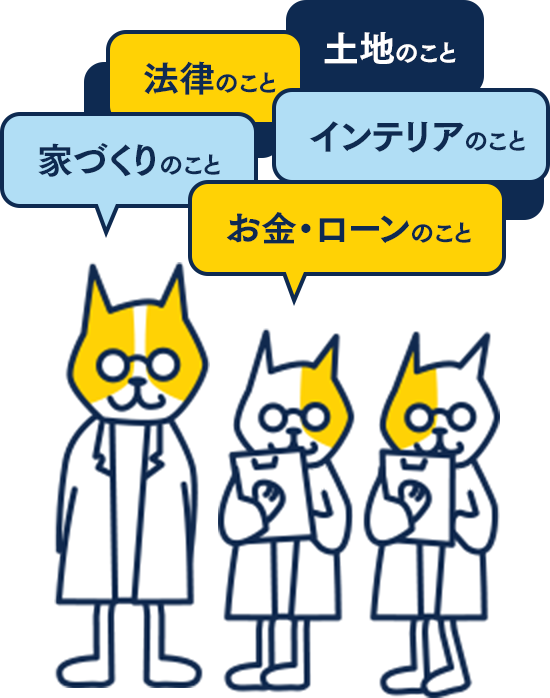 土地のこと
法律のこと
インテリアのこと
家づくりのこと
お金・ローンのこと